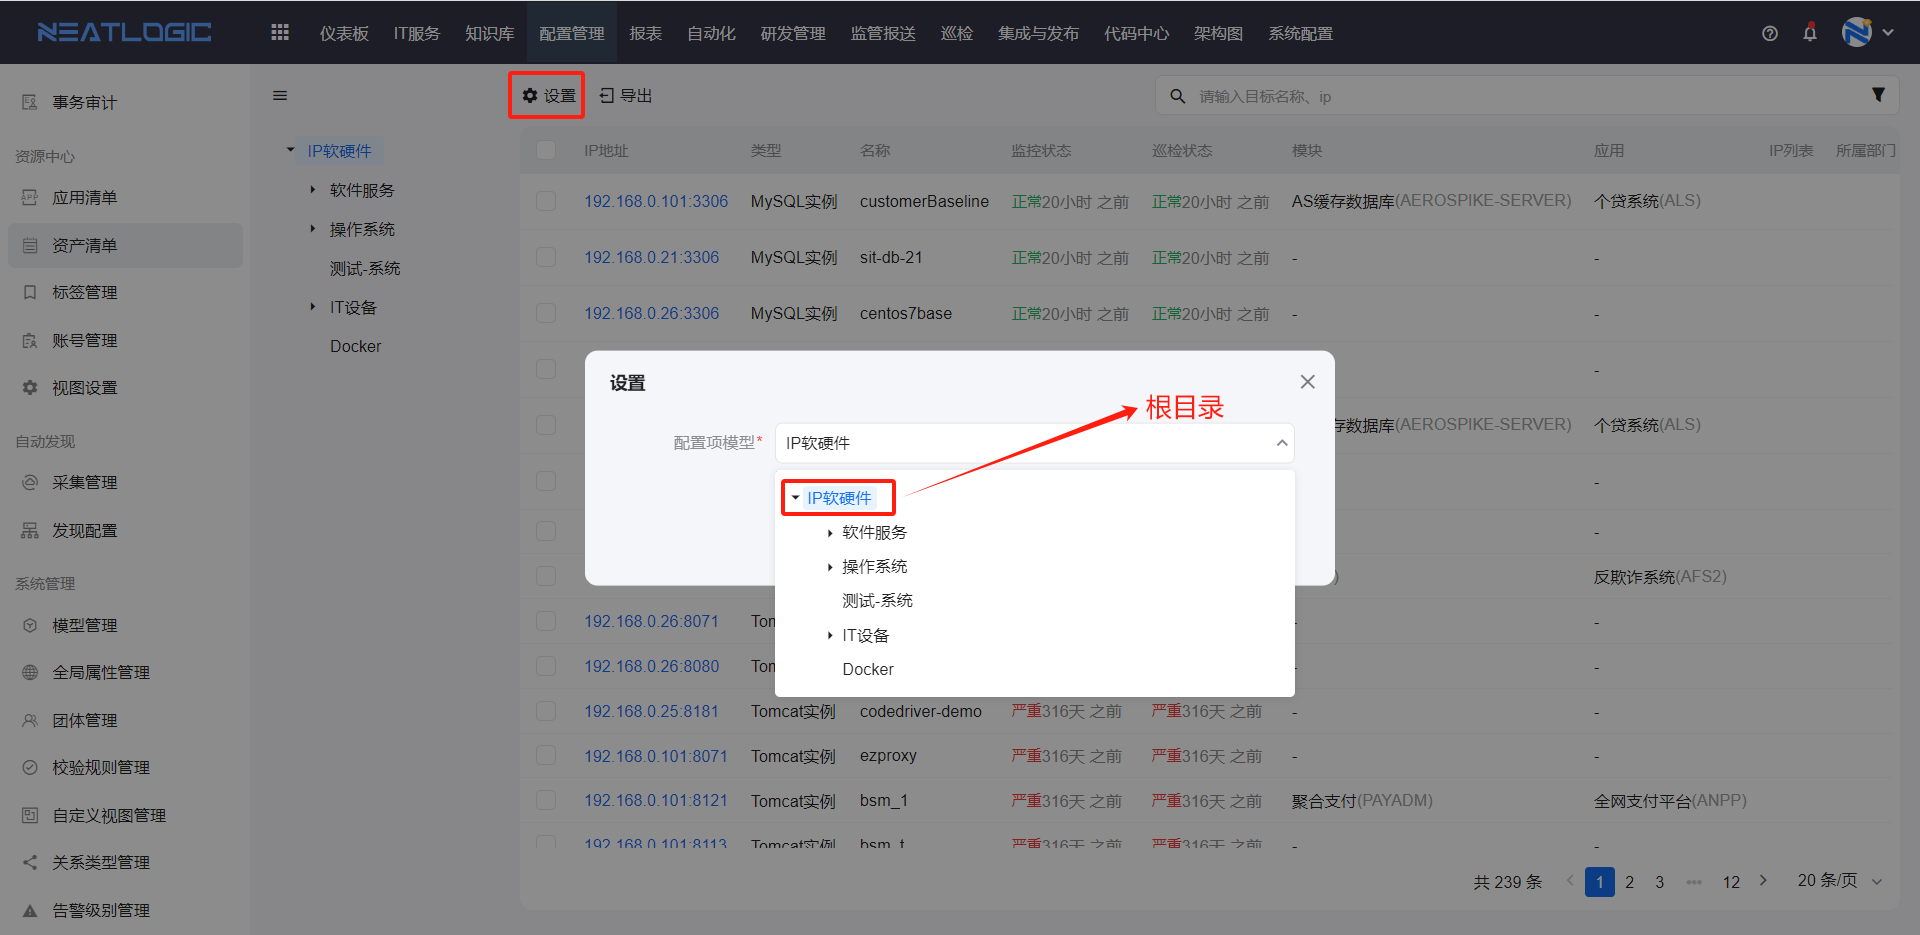 NEATLOGIC
仪表板 IT服务 知识库 配置管理 报表 自动化 研发管理 监管报送 巡检 集成与发布 代码中心 架构图 系统配置
事务审计
资源中心
应用清单
资产清单
标签管理
账号管理
视图设置
自动发现
采集管理
发现配置
系统管理
模型管理
全局属性管理
团体管理
校验规则管理
自定义视图管理
关系类型管理
告警级别管理
IP软硬件
软件服务
操作系统
测试-系统
IT设备
Docker
设置 导出
请输入目标名称、ip
IP地址 类型 名称 监控状态 巡检状态 模块 应用 IP列表 所属部门
192.168.0.101:3306 MySQL实例 customerBaseline 正常20小时 之前 正常20小时 之前 AS缓存数据库(AEROSPIKE-SERVER) 个贷系统(ALS)
192.168.0.21:3306 MySQL实例 sit-db-21 正常20小时 之前 正常20小时 之前 - -
192.168.0.26:3306 MySQL实例 centos7base 正常20小时 之前 正常20小时 之前 - -
-
存数据库(AEROSPIKE-SERVER) 个贷系统(ALS)
-
-
) 反欺诈系统(AFS2)
192.168.0.26:8071 Tom - -
192.168.0.26:8080 Tom - -
192.168.0.25:8181 Tomcat实例 codedriver-demo 严重316天 之前 严重316天 之前 - -
192.168.0.101:8071 Tomcat实例 ezproxy 严重316天 之前 严重316天 之前 - -
192.168.0.101:8121 Tomcat实例 bsm_1 严重316天 之前 严重316天 之前 聚合支付(PAYADM) 全网支付平台(ANPP)
192.168.0.101:8113 Tomcat实例 bsm_t 严重316天 之前 严重316天 之前 - -
共 239 条 1 2 3 ••• 12 20 条/页
设置
根目录
配置项模型* IP软硬件
IP软硬件
软件服务
操作系统
测试-系统
IT设备
Docker